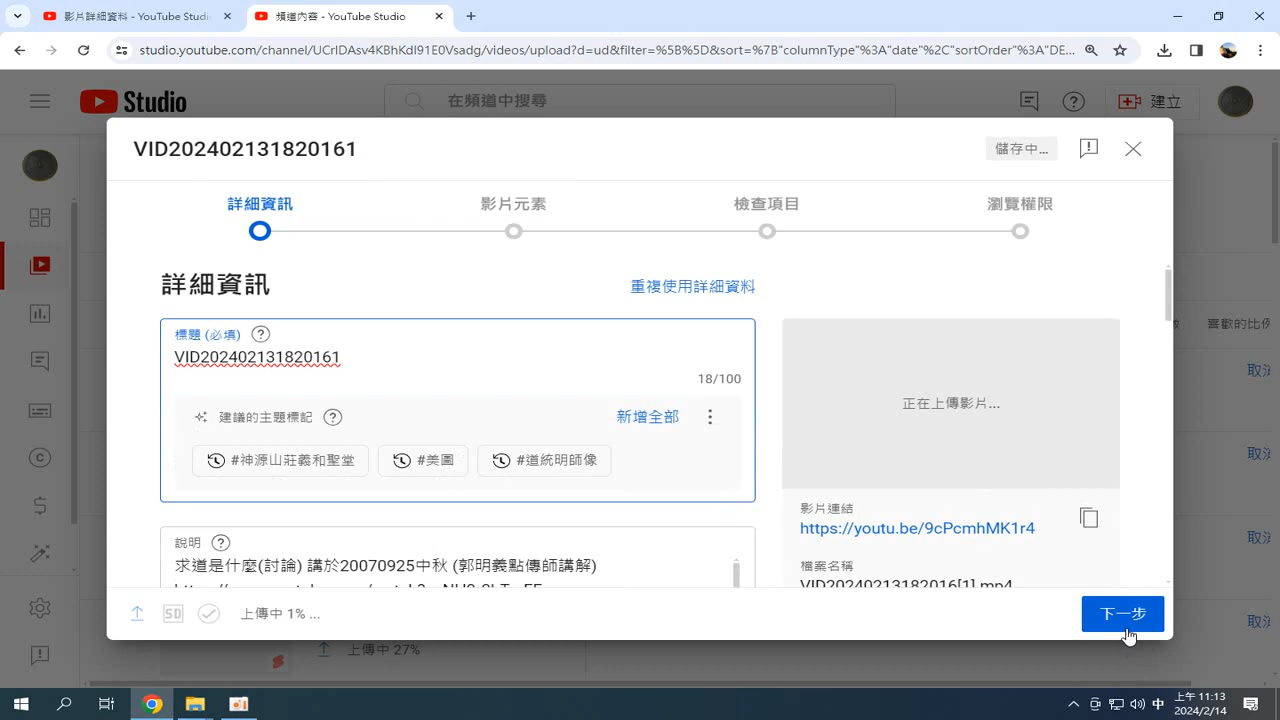 影片詳細資料 - YouTube Studi
頻道內容 - YouTube Studio
studio.youtube.com/channel/UCrIDAsv4KBhKdI91E0Vsadg/videos/upload?d=ud&filter=%5B%5D&sort=%7B"columnType"%3A"date"%2C"sortOrder"%3A"DE...
Studio
在頻道中搜尋
建立
VID202402131820161
儲存中...
詳細資訊
影片元素
檢查項目
瀏覽權限
詳細資訊
重複使用詳細資料
標題 (必填)
VID202402131820161
18/100
建議的主題標記
新增全部
#神源山莊義和聖堂
#美圖
#道統明師像
正在上傳影片...
影片連結
https://youtu.be/9cPcmhMK1r4
檔案名稱
VID20240213182016[1].mp4
說明
求道是什麼(討論) 講於20070925中秋 (郭明義點傳師講解)
喜歡的比例
取消
取消
取消
取消
SD
上傳中 1% ...
下一步
上傳中 27%
中
上午 11:13
2024/2/14